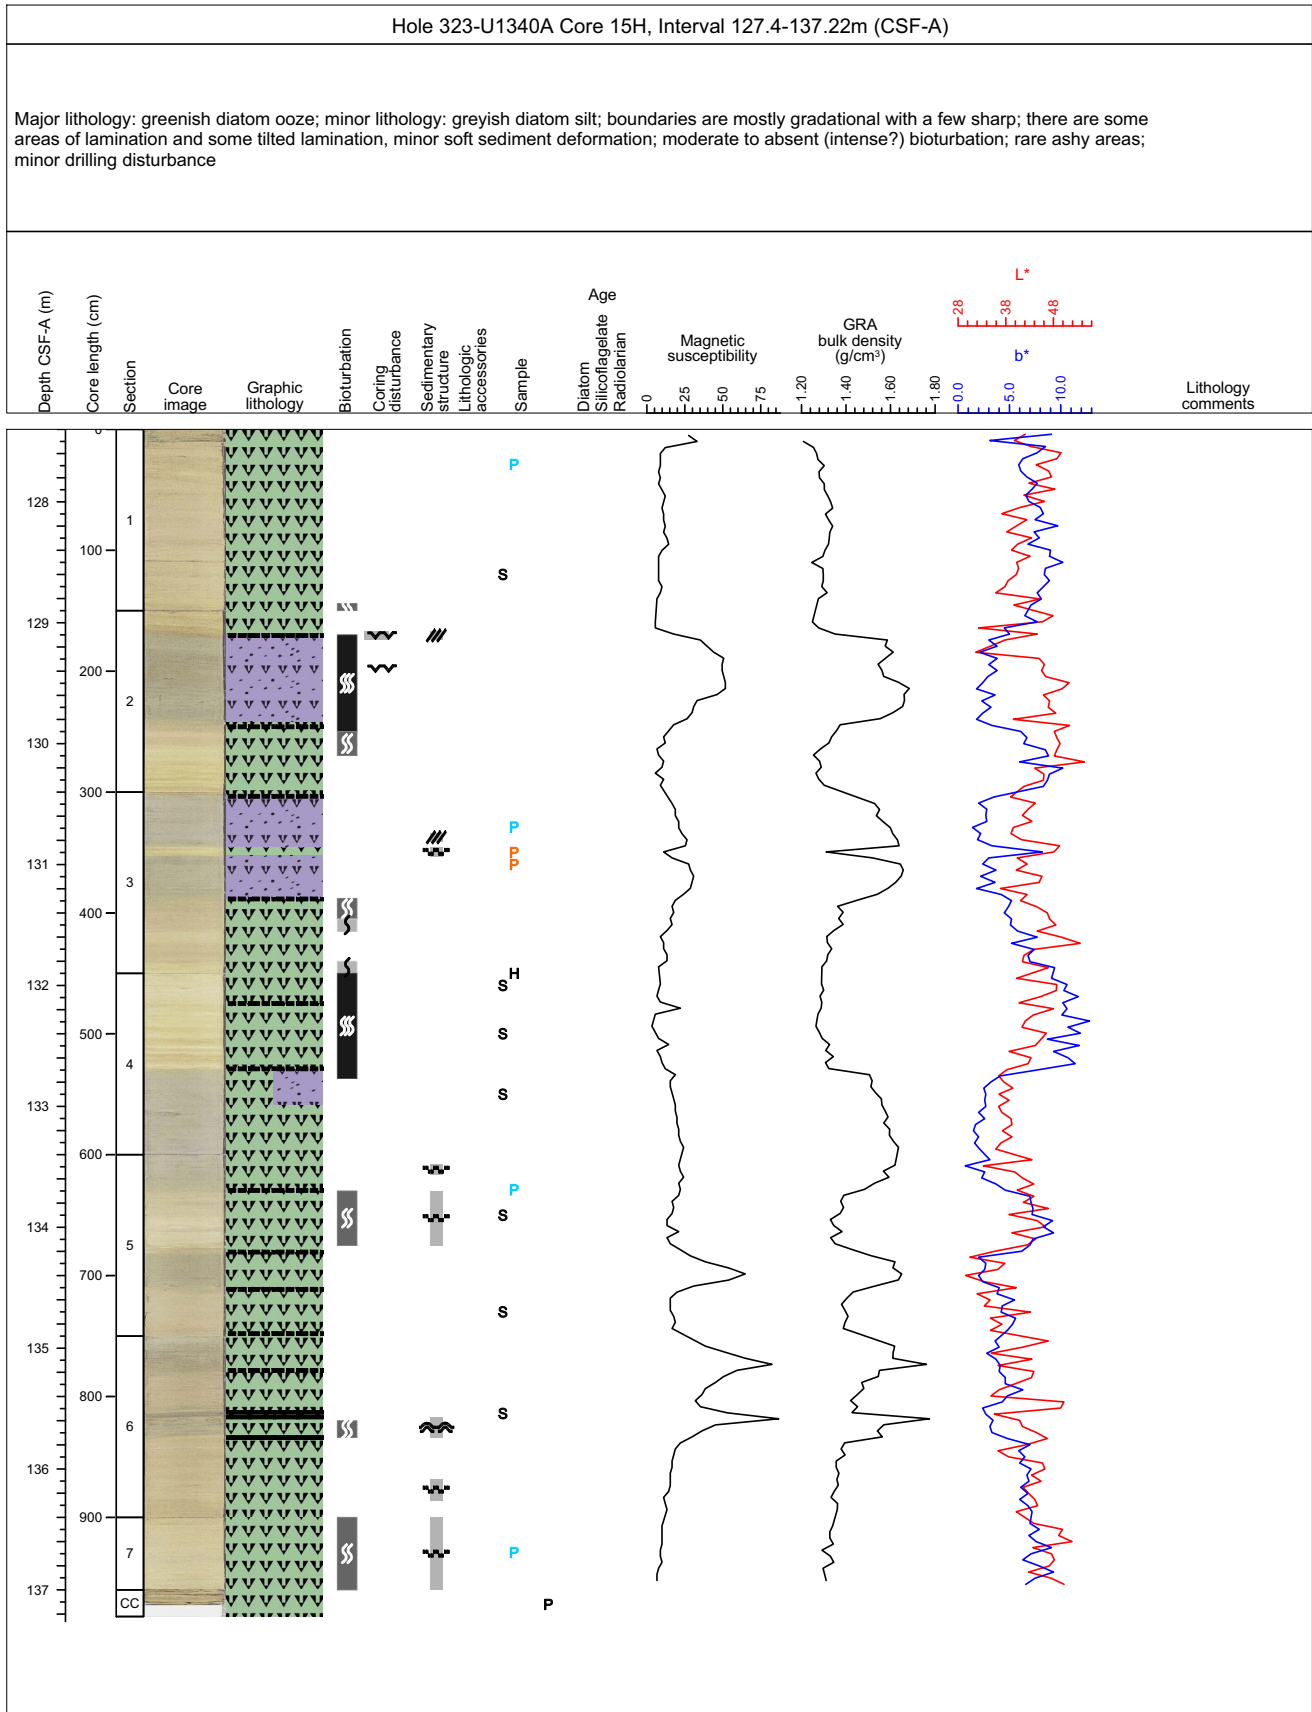 Hole 323-U1340A Core 15H, Interval 127.4-137.22m (CSF-A)
Major lithology: greenish diatom ooze; minor lithology: greyish diatom silt; boundaries are mostly gradational with a few sharp; there are some
areas of lamination and some tilted lamination, minor soft sediment deformation; moderate to absent (intense?) bioturbation; rare ashy areas;
minor drilling disturbance
Depth CSF-A (m)
Core length (cm)
Section
Core
image
Graphic
lithology
Bioturbation
Coring
disturbance
Sedimentary
structure
Lithologic
accessories
Sample
Age
Diatom
Silicoflagelate
Radiolarian
Magnetic
susceptibility
0 25 50 75
GRA
bulk density
(g/cm³)
1.20 1.40 1.60 1.80
L*
28 38 48
b*
0.0 5.0 10.0
Lithology
comments
0
P
128
1
100
S
129
200
2
130
300
P
131
P
P
3
400
H
132
S
500
S
4
S
133
600
P
134
S
5
700
S
135
800
S
6
136
900
7
P
137
CC
P